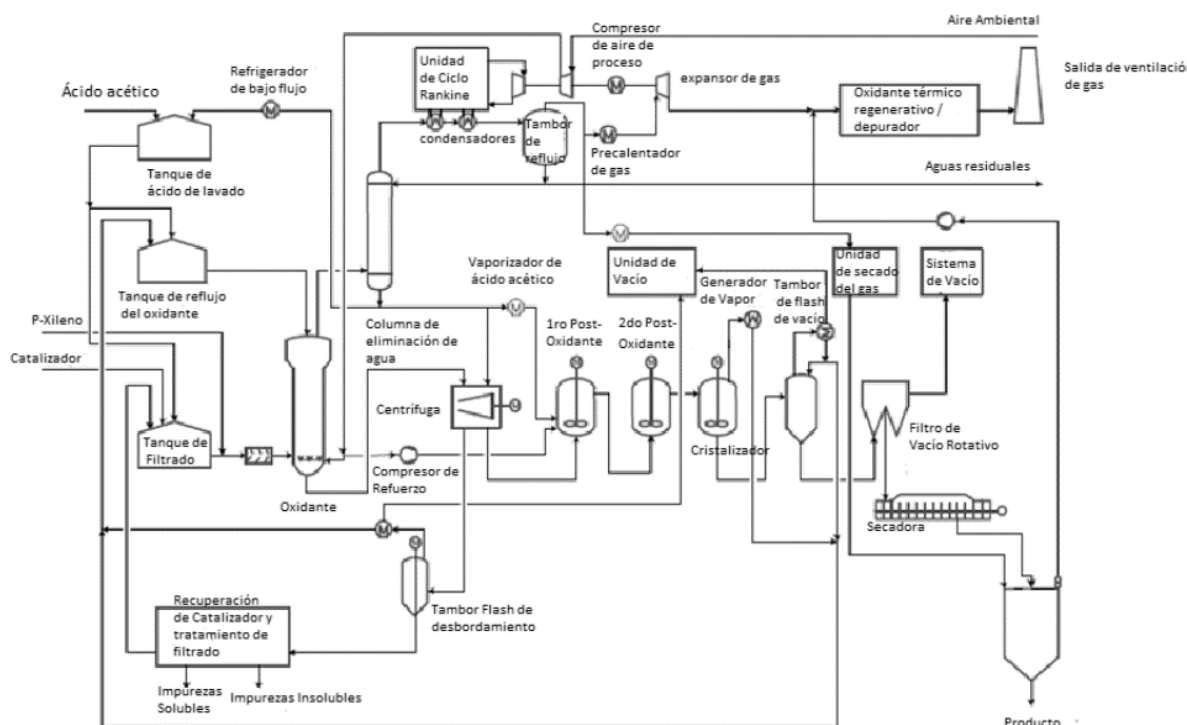 Aire Ambiental
Compresor
de aire de
proceso
Unidad
de Ciclo
Rankine
expansor de gas
Salida de ventilación
de gas
Refrigerador
de bajo flujo
Ácido acético
Oxidante térmico
regenerativo /
depurador
M
M
M
M
condensadores
Tambor
de
reflujo
M
Precalentador
de gas
Tanque de
ácido de lavado
Aguas residuales
M
Unidad
de secado
del gas
Sistema
de Vacío
Tanque de reflujo
del oxidante
Vaporizador de
ácido acético
M
Unidad de
Vacío
Generador
de Vapor
Tambor
de flash
de vacío
P-Xileno
Catalizador
Columna de
eliminación de
agua
1ro Post-
Oxidante
2do Post-
Oxidante
Centrífuga
Cristalizador
Filtro de
Vacío Rotativo
Tanque de
Filtrado
Compresor de
Refuerzo
Oxidante
Secadora
M
Tambor Flash de
desbordamiento
Recuperación
de Catalizador y
tratamiento de
filtrado
Impurezas
Solubles
Impurezas Insolubles
Producto